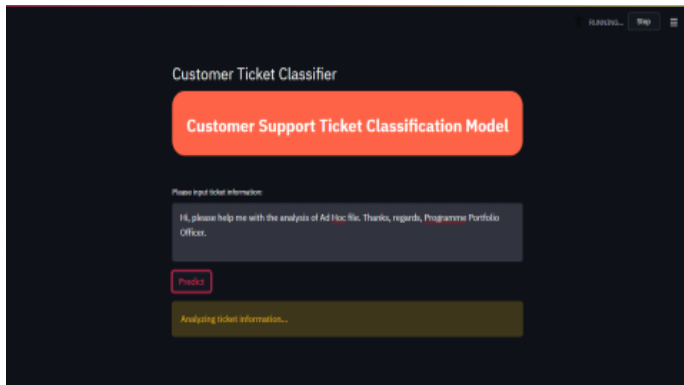 RUNNING... Stop
Customer Ticket Classifier
Customer Support Ticket Classification Model
Please input ticket information:
Hi, please help me with the analysis of Ad Hoc file. Thanks, regards, Programme Portfolio
Officer.
Predict
Analyzing ticket information...